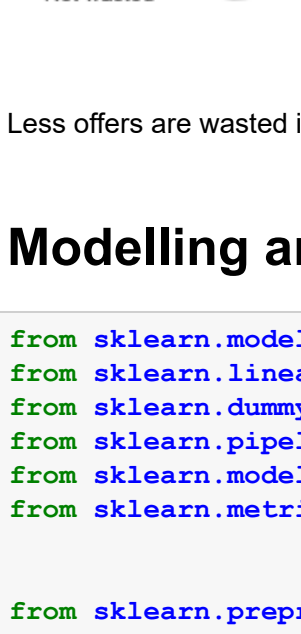 Less offers are wasted i
Modelling a
from sklearn.model
from sklearn.linea
from sklearn.dummy
from sklearn.pipel
from sklearn.model
from sklearn.metri
from sklearn.prepr